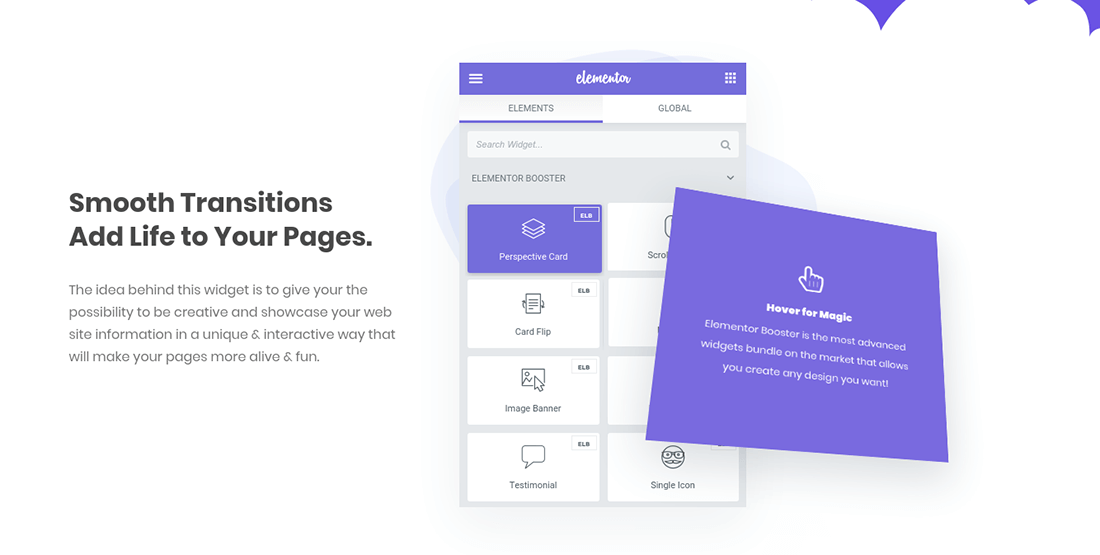 Smooth Transitions
Add Life to Your Pages.
The idea behind this widget is to give your the
possibility to be creative and showcase your web
site information in a unique & interactive way that
will make your pages more alive & fun.
elementor
ELEMENTS
GLOBAL
Search Widget...
ELEMENTOR BOOSTER
ELB
Perspective Card
ELB
Card Flip
ELB
Image Banner
ELB
Testimonial
Single Icon
Hover for Magic
Elementor Booster is the most advanced
widgets bundle on the market that allows
you create any design you want!